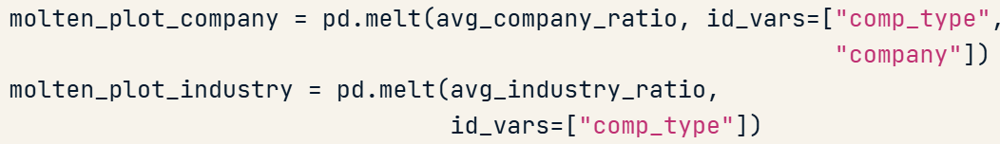 molten_plot_company = pd.melt(avg_company_ratio, id_vars=["comp_type",
"company"])
molten_plot_industry = pd.melt(avg_industry_ratio,
id_vars=["comp_type"])